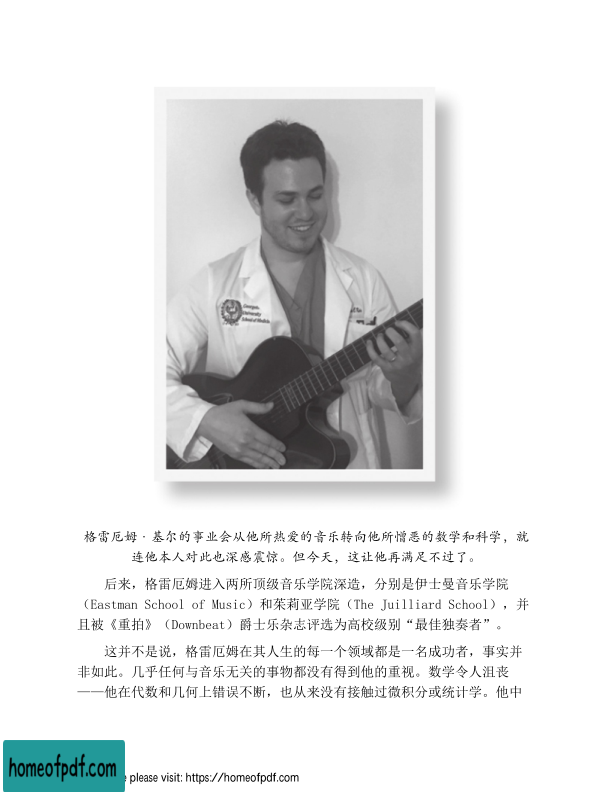 Georgetown
University
School of Medicine
格雷厄姆·基尔的事业会从他所热爱的音乐转向他所憎恶的数学和科学，就
连他本人对此也深感震惊。但今天，这让他再满足不过了。
后来，格雷厄姆进入两所顶级音乐学院深造，分别是伊士曼音乐学院
（Eastman School of Music）和茱莉亚学院（The Juilliard School），并
且被《重拍》（Downbeat）爵士乐杂志评选为高校级别“最佳独奏者”。
这并不是说，格雷厄姆在其人生的每一个领域都是一名成功者，事实并
非如此。几乎任何与音乐无关的事物都没有得到他的重视。数学令人沮丧
——他在代数和几何上错误不断，也从来没有接触过微积分或统计学。他中
homeofpdf.com
e please visit: https://homeofpdf.com